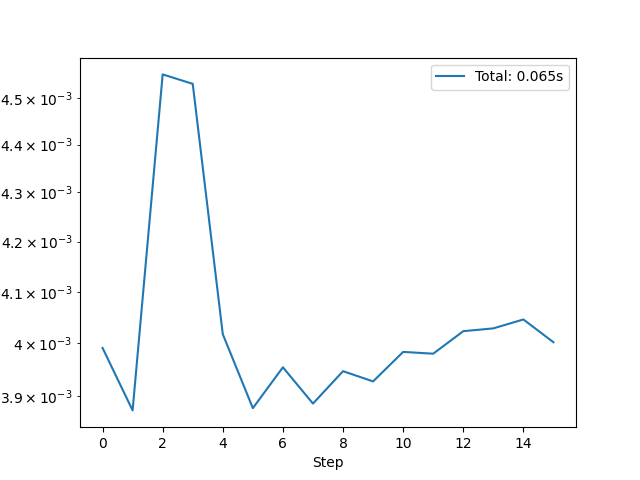 Total: 0.065s
4.5 × 10⁻³
4.4 × 10⁻³
4.3 × 10⁻³
4.2 × 10⁻³
4.1 × 10⁻³
4 × 10⁻³
3.9 × 10⁻³
0 2 4 6 8 10 12 14
Step